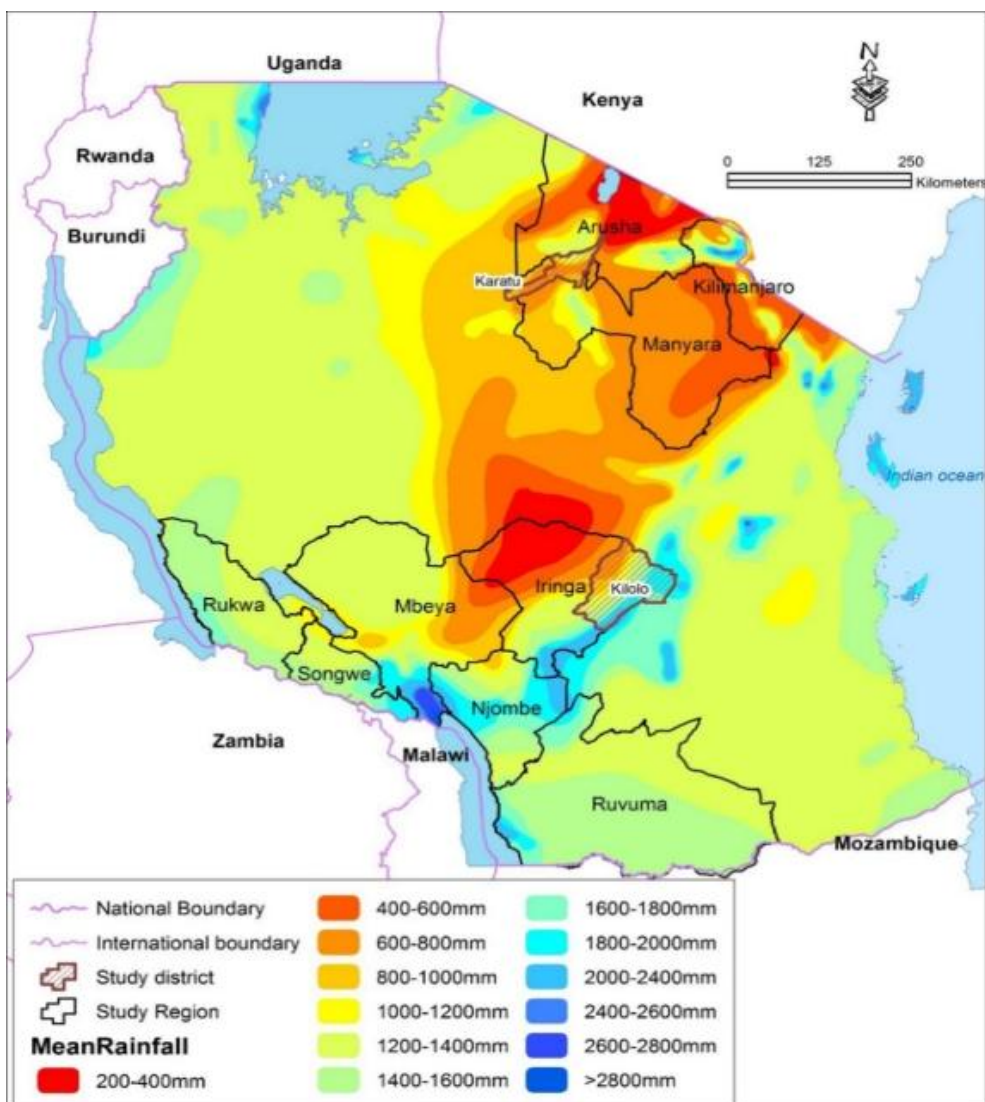 Uganda
Kenya
N
Rwanda
0 125 250
Kilometers
Burundi
Arusha
Karatu
Kilimanjaro
Manyara
Indian ocean
Iringa
Kilolo
Rukwa
Mbeya
Songwe
Njombe
Zambia
Malawi
Ruvuma
Mozambique
National Boundary
International boundary
Study district
Study Region
MeanRainfall
200-400mm
400-600mm
600-800mm
800-1000mm
1000-1200mm
1200-1400mm
1400-1600mm
1600-1800mm
1800-2000mm
2000-2400mm
2400-2600mm
2600-2800mm
>2800mm